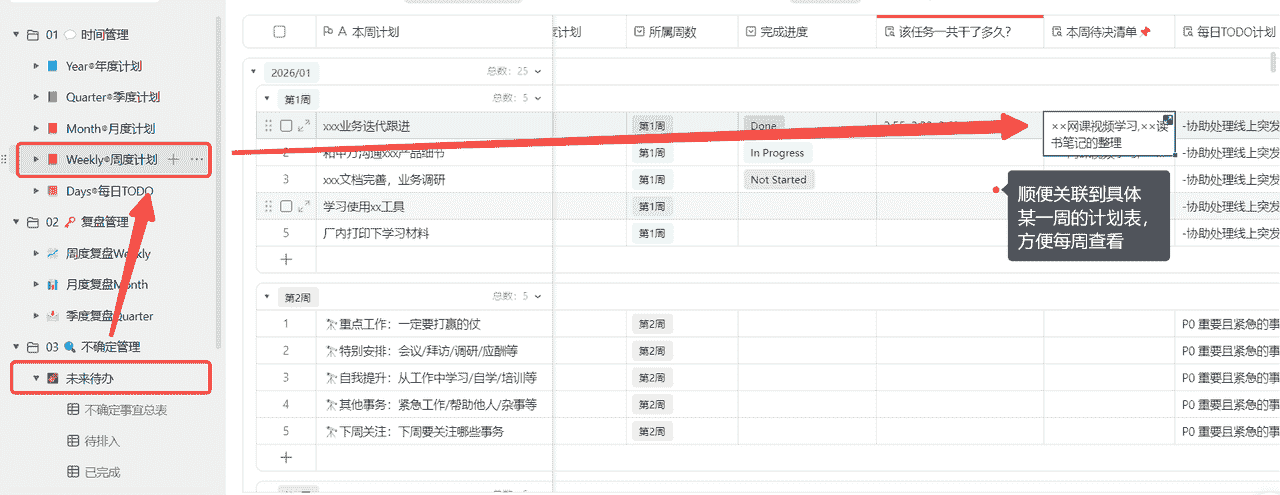 01 时间管理
Year®年度计划
Quarter®季度计划
Month®月度计划
Weekly®周度计划
Days®每日TODO
02 复盘管理
周度复盘Weekly
月度复盘Month
季度复盘Quarter
03 不确定管理
未来待办
不确定事宜总表
待排入
已完成
A 本周计划
度计划
所属周数
完成进度
该任务一共干了多久?
本周待决清单
每日TODO计划
2026/01
总数: 25
第1周
总数: 5
xxx业务迭代跟进
第1周
Done
××网课视频学习,××读
书笔记的整理
-协助处理线上突发
2
第1周
In Progress
-协助处理线上突发
3
xxx文档完善、业务调研
第1周
Not Started
-协助处理线上突发
学习使用xx工具
第1周
-协助处理线上突发
5
厂内打印下学习材料
第1周
-协助处理线上突发
顺便关联到具体
某一周的计划表，
方便每周查看
第2周
总数: 5
1
重点工作：一定要打赢的仗
第2周
P0 重要且紧急的事
2
特别安排：会议/拜访/调研/应酬等
第2周
P0 重要且紧急的事
3
自我提升：从工作中学习/自学/培训等
第2周
P0 重要且紧急的事
4
其他事务：紧急工作/帮助他人/杂事等
第2周
P0 重要且紧急的事
5
下周关注：下周要关注哪些事务
第2周
P0 重要且紧急的事